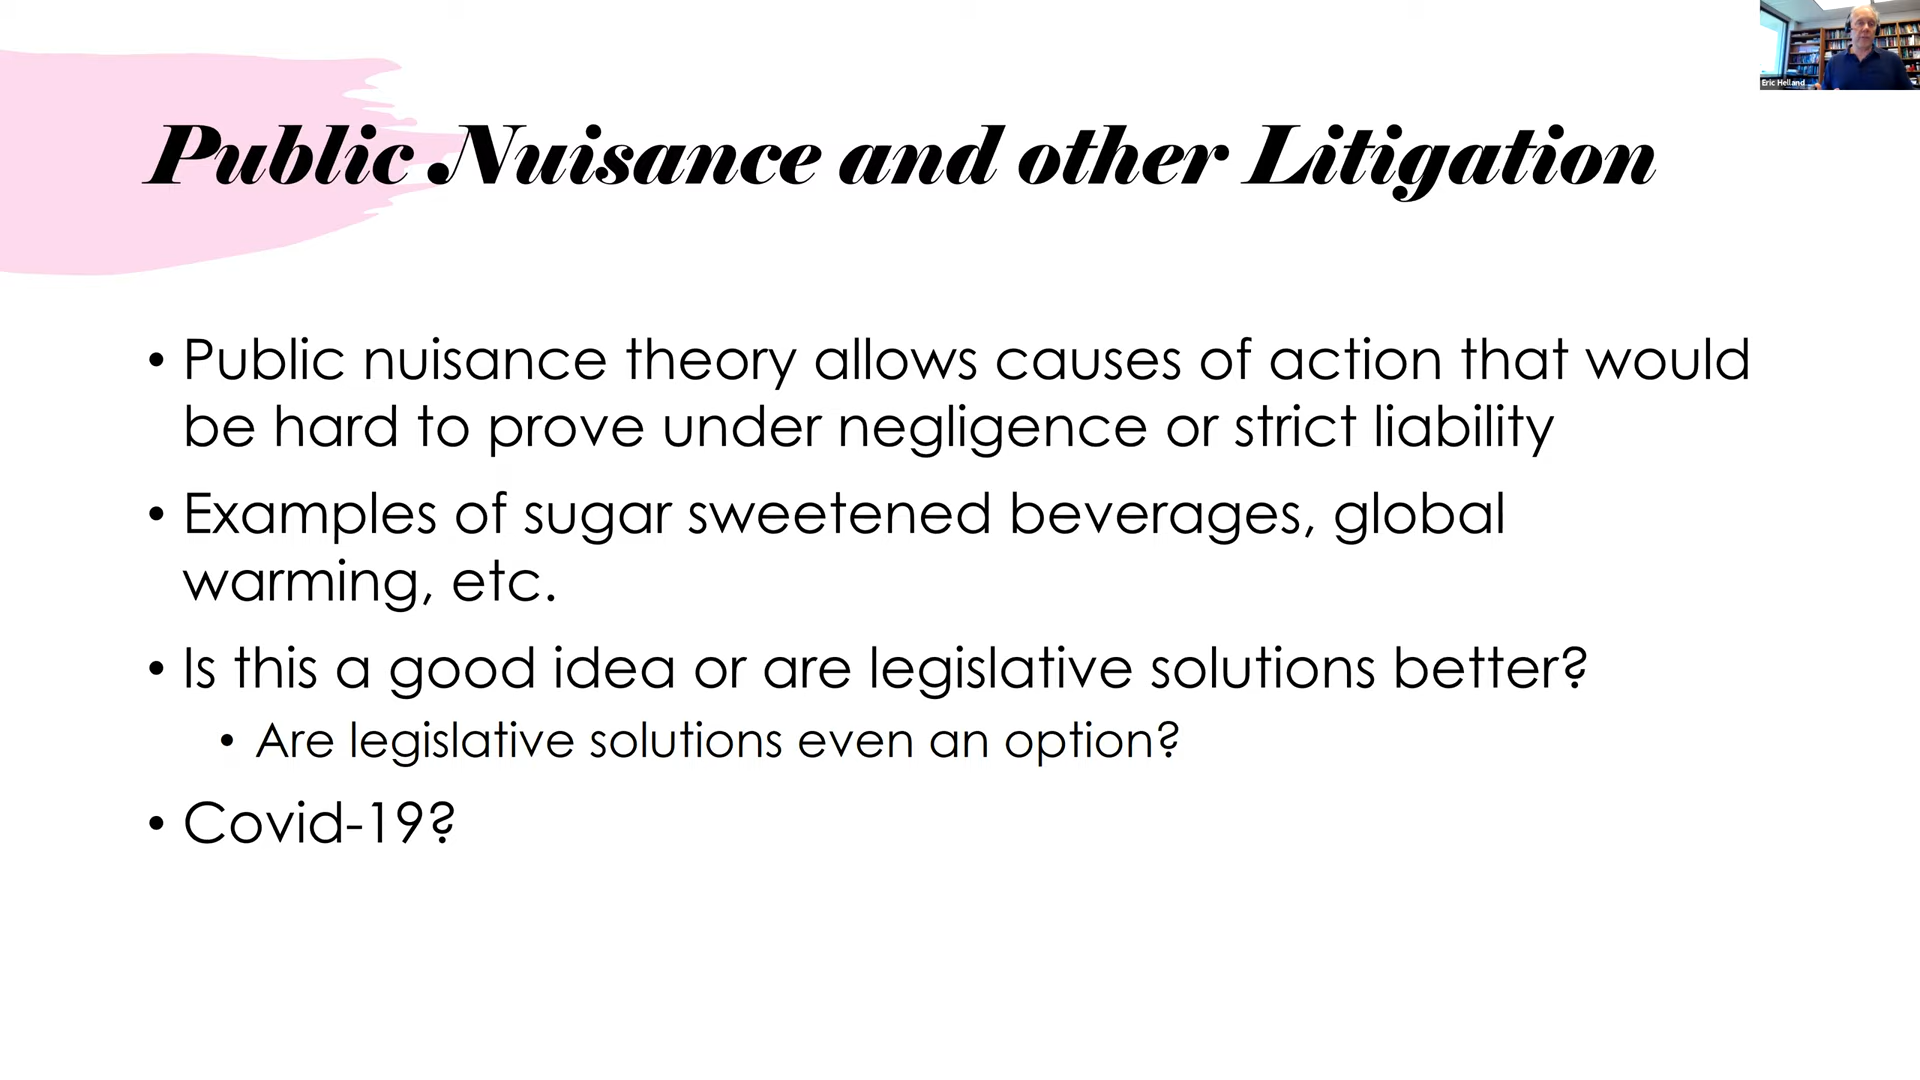 Eric Helland
Public Nuisance and other Litigation
• Public nuisance theory allows causes of action that would
be hard to prove under negligence or strict liability
• Examples of sugar sweetened beverages, global
warming, etc.
• Is this a good idea or are legislative solutions better?
• Are legislative solutions even an option?
• Covid-19?